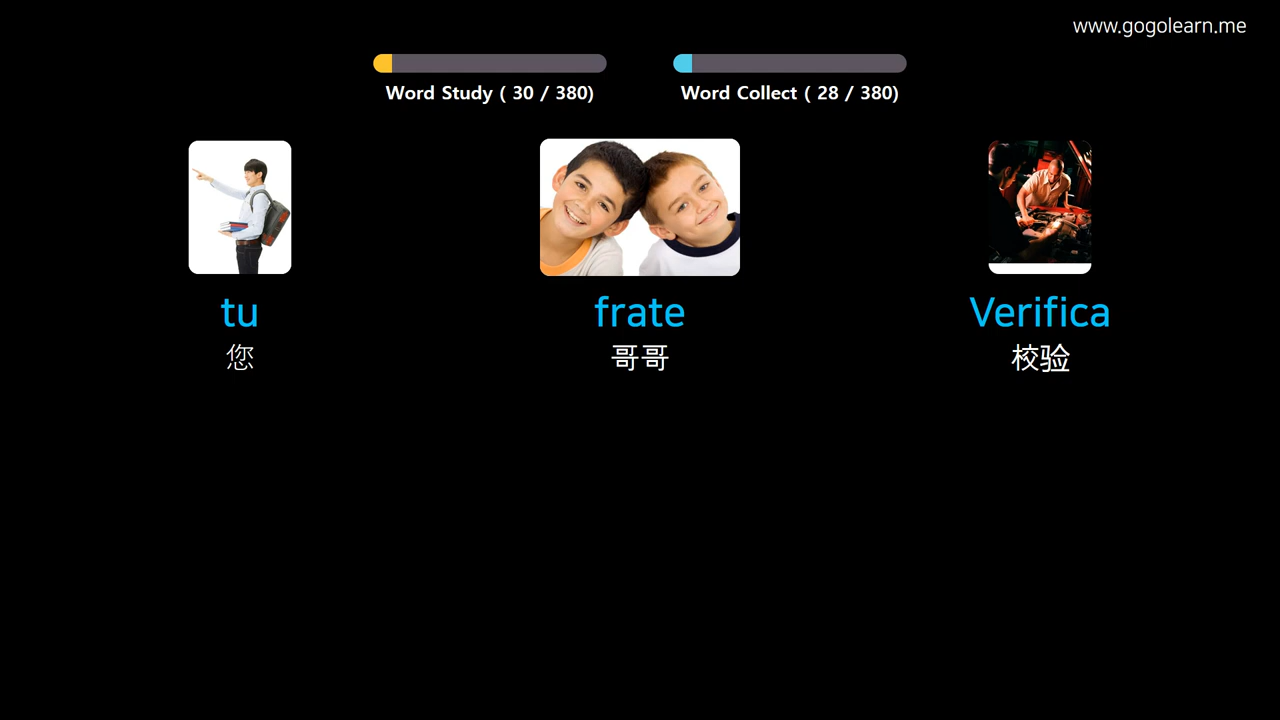 www.gogolearn.me
Word Study ( 30 / 380)
Word Collect ( 28 / 380)
tu
您
frate
哥哥
Verifica
校验